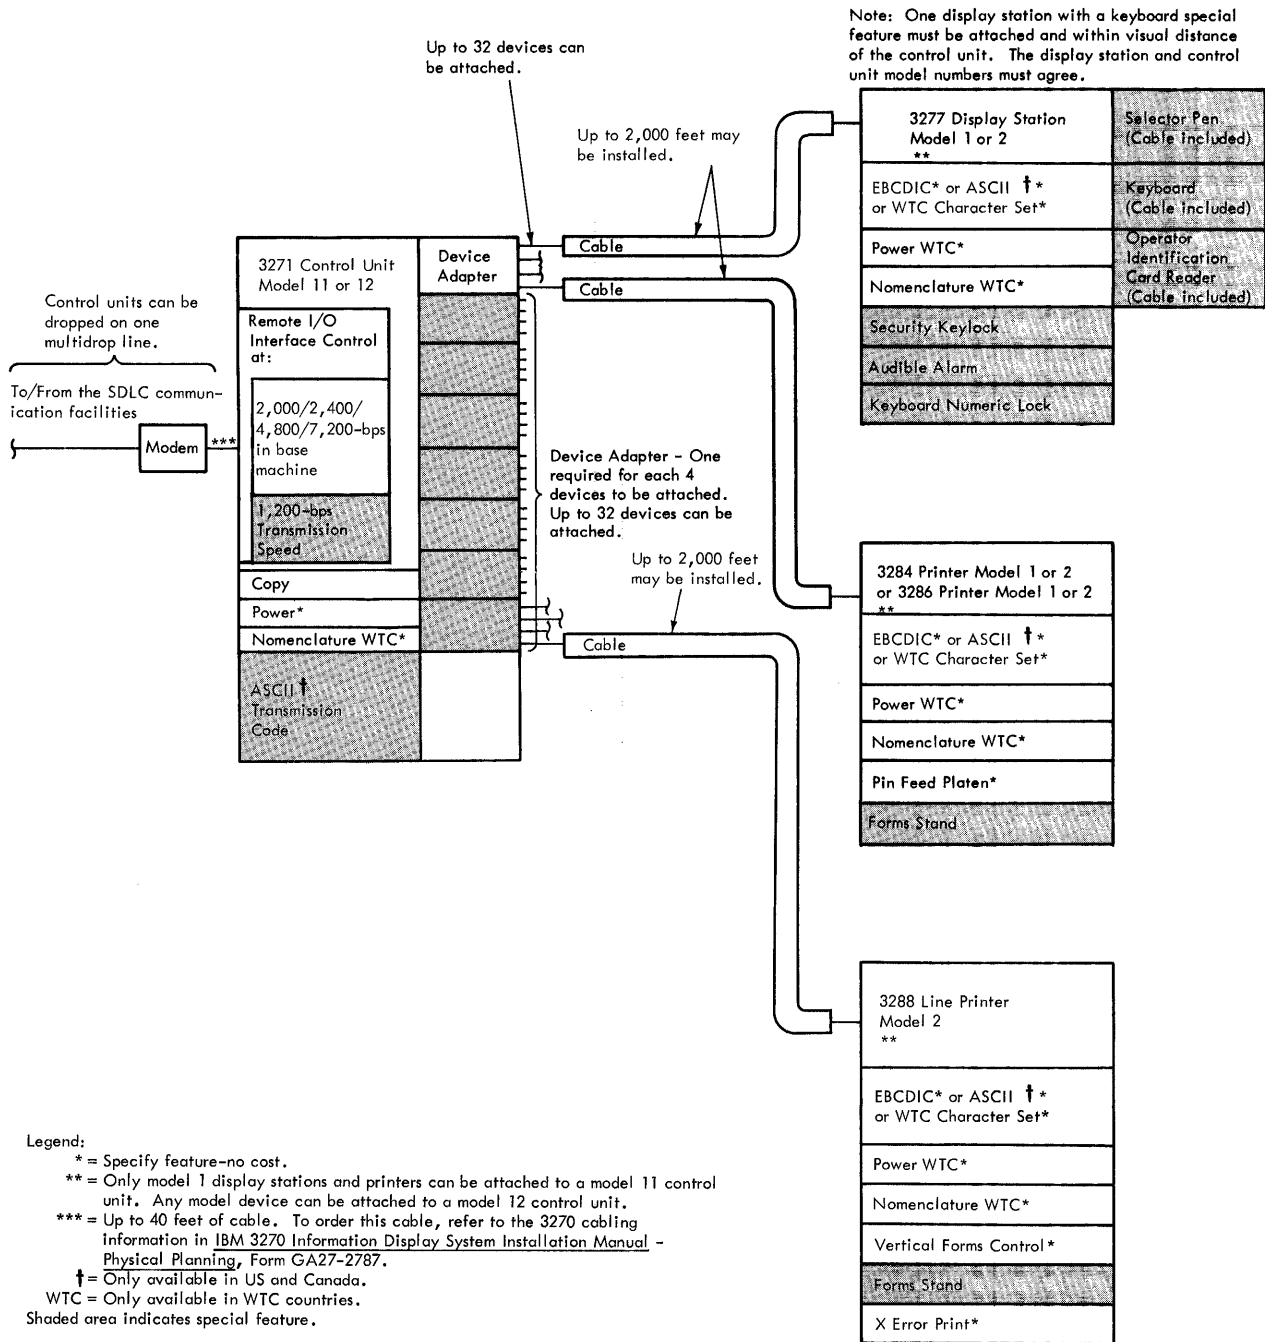 Note: One display station with a keyboard special
feature must be attached and within visual distance
of the control unit. The display station and control
unit model numbers must agree.
Up to 32 devices can
be attached.
Up to 2,000 feet may
be installed.
3277 Display Station
Model 1 or 2
**
EBCDIC* or ASCII †*
or WTC Character Set*
Power WTC*
Nomenclature WTC*
Security Keylock
Audible Alarm
Keyboard Numeric Lock
Selector Pen
(Cable included)
Keyboard
(Cable included)
Operator
Identification
Card Reader
(Cable included)
Cable
Cable
3271 Control Unit
Model 11 or 12
Device
Adapter
Control units can be
dropped on one
multidrop line.
To/From the SDLC commun-
ication facilities
Modem
***
Remote I/O
Interface Control
at:
2,000/2,400/
4,800/7,200-bps
in base
machine
1,200-bps
Transmission
Speed
Copy
Power*
Nomenclature WTC*
ASCII †
Transmission
Code
Device Adapter - One
required for each 4
devices to be attached.
Up to 32 devices can be
attached.
Up to 2,000 feet
may be installed.
Cable
3284 Printer Model 1 or 2
or 3286 Printer Model 1 or 2
**
EBCDIC* or ASCII †*
or WTC Character Set*
Power WTC*
Nomenclature WTC*
Pin Feed Platen*
Forms Stand
3288 Line Printer
Model 2
**
EBCDIC* or ASCII †*
or WTC Character Set*
Power WTC*
Nomenclature WTC*
Vertical Forms Control*
Forms Stand
X Error Print*
Legend:
* = Specify feature-no cost.
** = Only model 1 display stations and printers can be attached to a model 11 control
unit. Any model device can be attached to a model 12 control unit.
*** = Up to 40 feet of cable. To order this cable, refer to the 3270 cabling
information in IBM 3270 Information Display System Installation Manual -
Physical Planning, Form GA27-2787.
† = Only available in US and Canada.
WTC = Only available in WTC countries.
Shaded area indicates special feature.